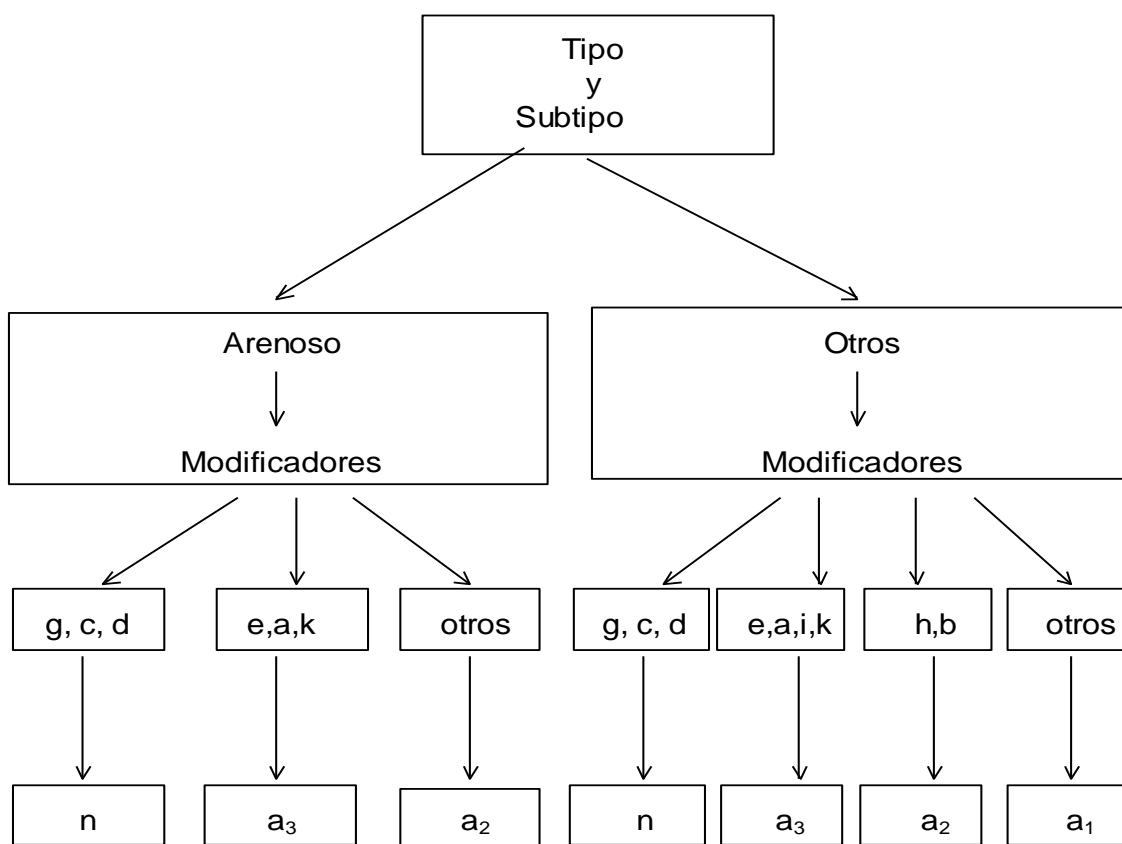 Tipo
y
Subtipo
Arenoso
Otros
Modificadores
Modificadores
g, c, d
e,a,k
otros
g, c, d
e,a,i,k
h,b
otros
n
a₃
a₂
n
a₃
a₂
a₁